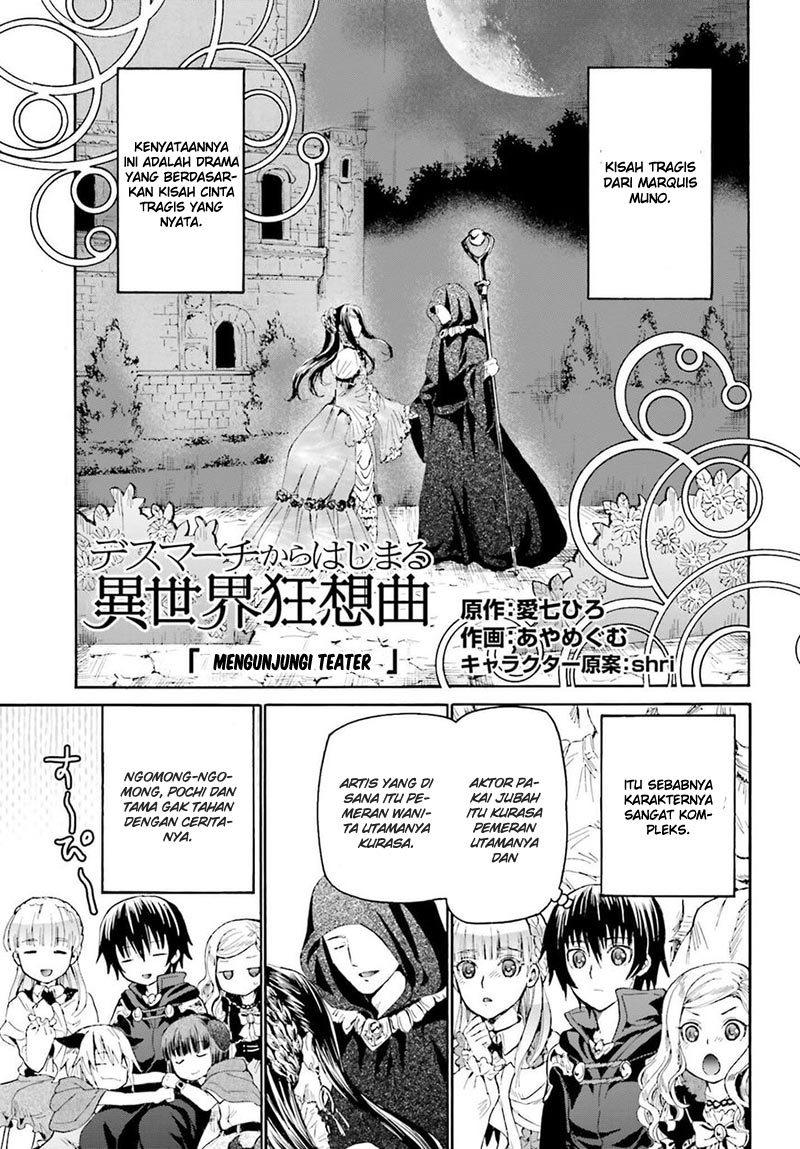 KISAH TRAGIS
DARI MARQUIS
MUNO.
KENYATAANNYA
INI ADALAH DRAMA
YANG BERDASAR-
KAN KISAH CINTA
TRAGIS YANG
NYATA.
デスマーチからはじまる
異世界狂想曲
「 MENGUNJUNGI TEATER 」
原作:愛七ひろ
作画:あやめぐむ
キャラクター原案:shri
ITU SEBABNYA
KARAKTERNYA
SANGAT KOM-
PLEKS.
AKTOR PA-
KAI JUBAH
ITU KURASA
PEMERAN
UTAMANYA
DAN
ARTIS YANG DI
SANA ITU PE-
MERAN WANI-
TA UTAMANYA
KURASA.
NGOMONG-NGO-
MONG, POCHI DAN
TAMA GAK TAHAN
DENGAN CERITA-
NYA.
すーぴー